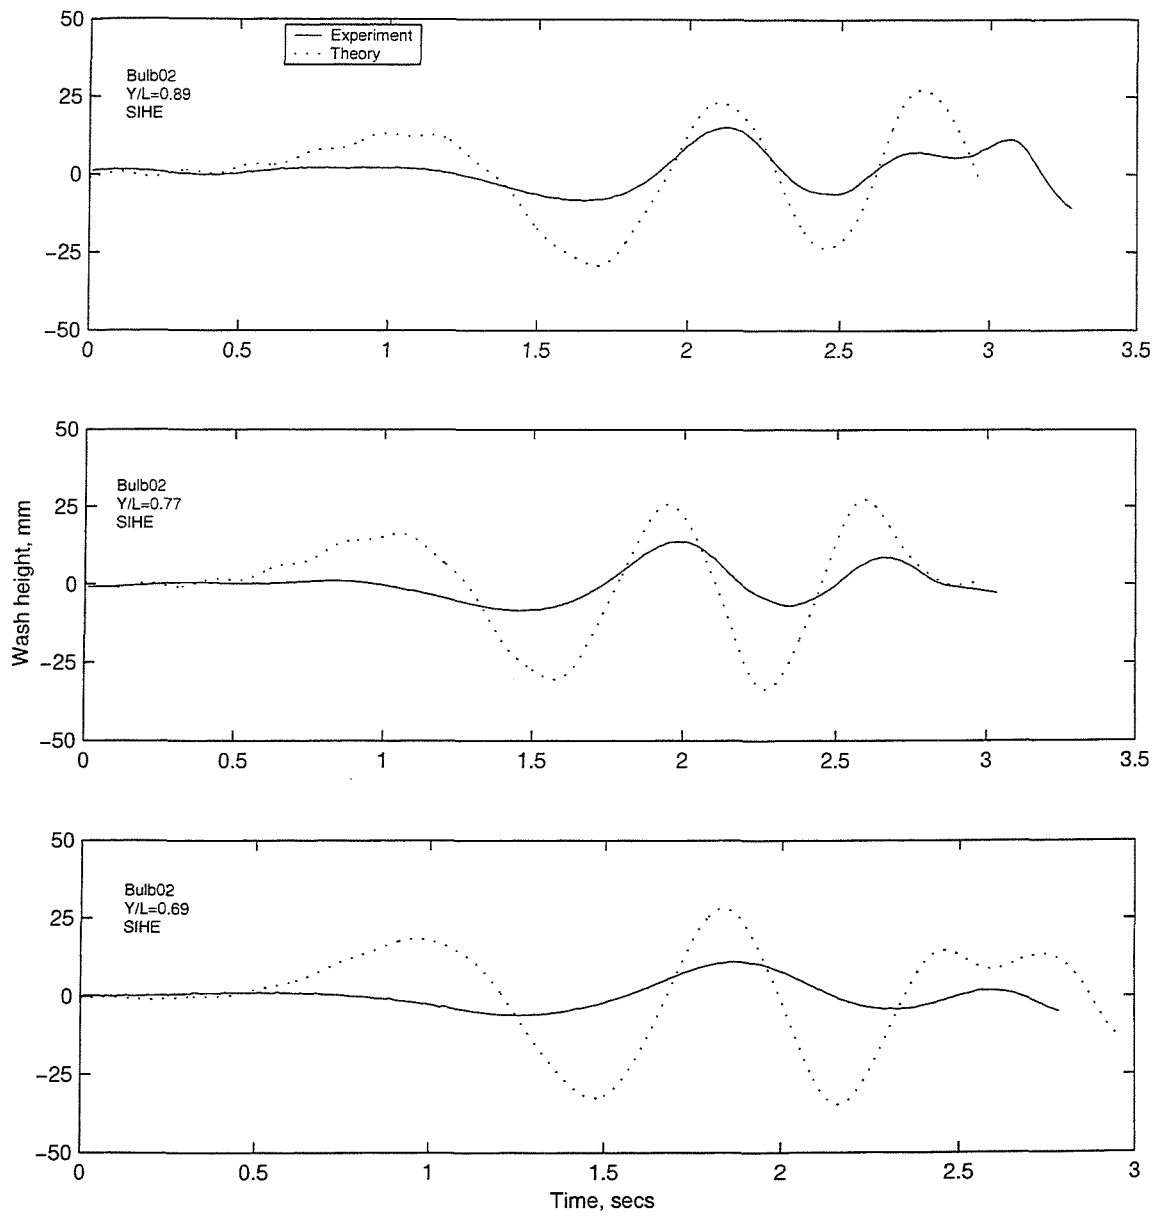 50
25
0
−25
−50
Experiment
Theory
Bulb02
Y/L=0.89
SIHE
0 0.5 1 1.5 2 2.5 3 3.5
Wash height, mm
50
25
0
−25
−50
Bulb02
Y/L=0.77
SIHE
0 0.5 1 1.5 2 2.5 3 3.5
50
25
0
−25
−50
Bulb02
Y/L=0.69
SIHE
0 0.5 1 1.5 2 2.5 3
Time, secs